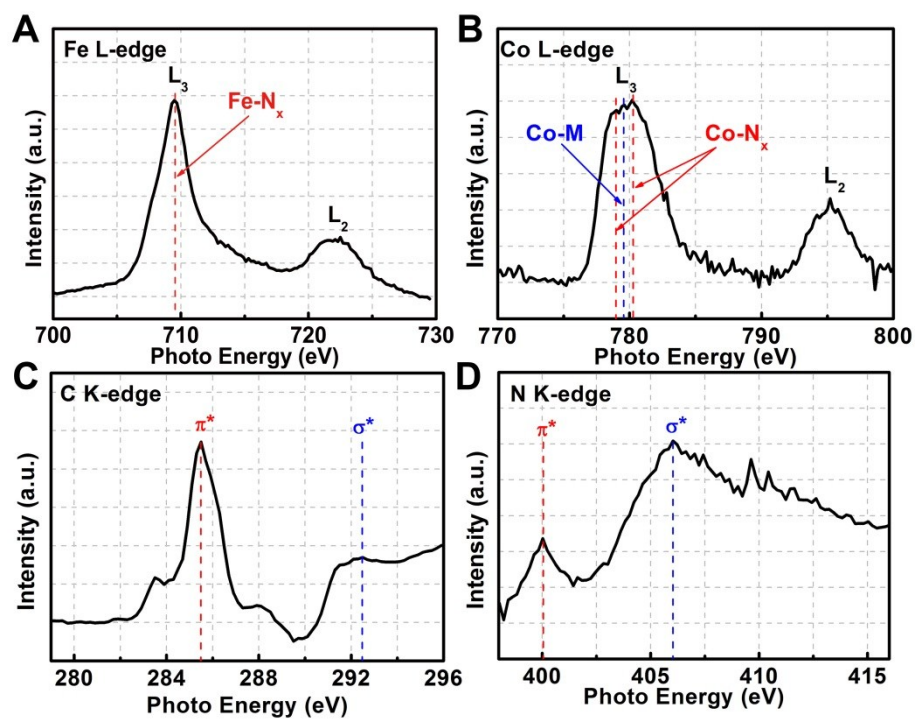 A
Fe L-edge
L3
Fe-Nx
L2
Intensity (a.u.)
700 710 720 730
Photo Energy (eV)
B
Co L-edge
L3
Co-M
Co-Nx
L2
Intensity (a.u.)
770 780 790 800
Photo Energy (eV)
C
C K-edge
π*
σ*
Intensity (a.u.)
280 284 288 292 296
Photo Energy (eV)
D
N K-edge
π*
σ*
Intensity (a.u.)
400 405 410 415
Photo Energy (eV)